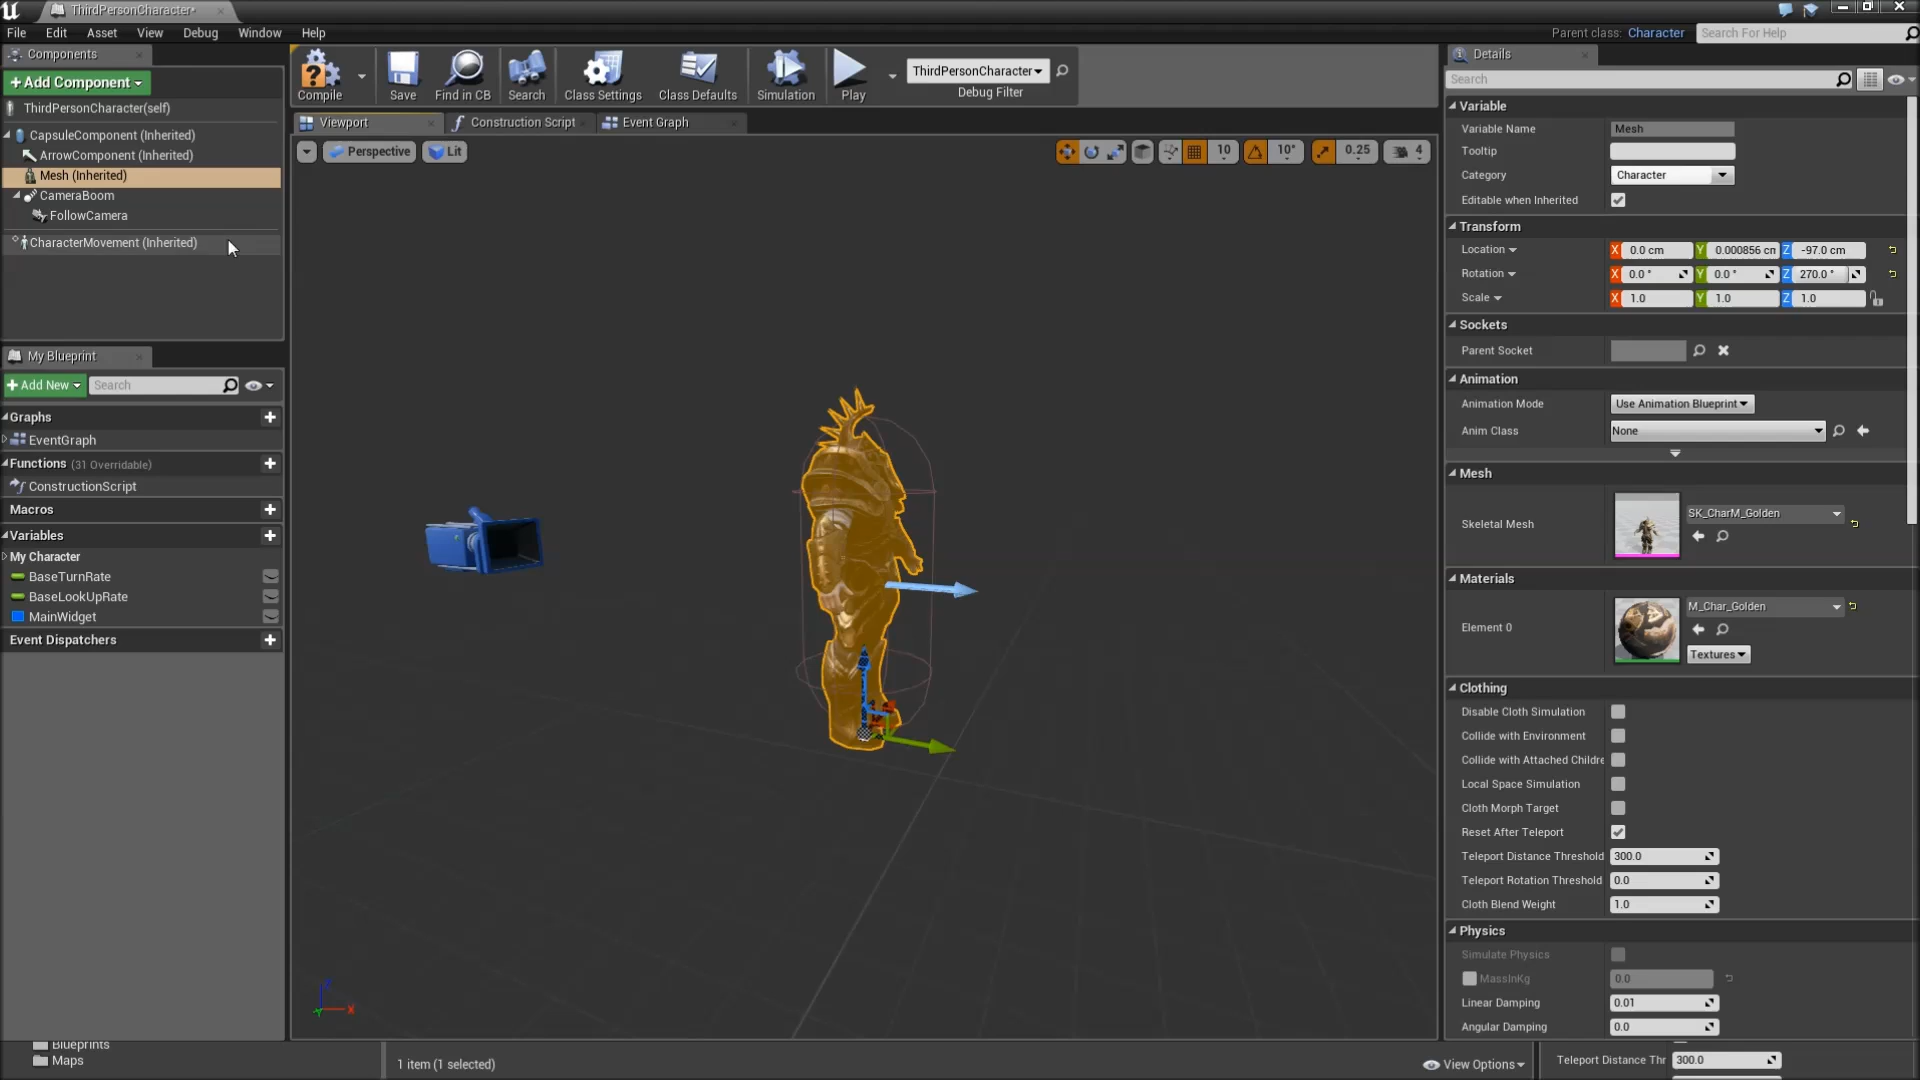 ThirdPersonCharacter*
File Edit Asset View Debug Window Help
Parent class: Character
Search For Help
Components
+Add Component
ThirdPersonCharacter(self)
CapsuleComponent (Inherited)
ArrowComponent (Inherited)
Mesh (Inherited)
CameraBoom
FollowCamera
CharacterMovement (Inherited)
My Blueprint
+Add New
Search
Graphs
EventGraph
Functions (31 Overridable)
ConstructionScript
Macros
Variables
My Character
BaseTurnRate
BaseLookUpRate
MainWidget
Event Dispatchers
Blueprints
Maps
Compile
Save
Find in CB
Search
Class Settings
Class Defaults
Simulation
Play
ThirdPersonCharacter
Debug Filter
Viewport
Construction Script
Event Graph
Perspective
Lit
10
10°
0.25
4
Z
X
Y
1 item (1 selected)
View Options
Details
Search
Variable
Variable Name Mesh
Tooltip
Category Character
Editable when Inherited
Transform
Location X 0.0 cm Y 0.000856 cm Z -97.0 cm
Rotation X 0.0 ° Y 0.0 ° Z 270.0 °
Scale X 1.0 Y 1.0 Z 1.0
Sockets
Parent Socket
Animation
Animation Mode Use Animation Blueprint
Anim Class None
Mesh
Skeletal Mesh SK_CharM_Golden
Materials
Element 0 M_Char_Golden
Textures
Clothing
Disable Cloth Simulation
Collide with Environment
Collide with Attached Childre
Local Space Simulation
Cloth Morph Target
Reset After Teleport
Teleport Distance Threshold 300.0
Teleport Rotation Threshold 0.0
Cloth Blend Weight 1.0
Physics
Simulate Physics
MassInKg 0.0
Linear Damping 0.01
Angular Damping 0.0
Teleport Distance Thr 300.0